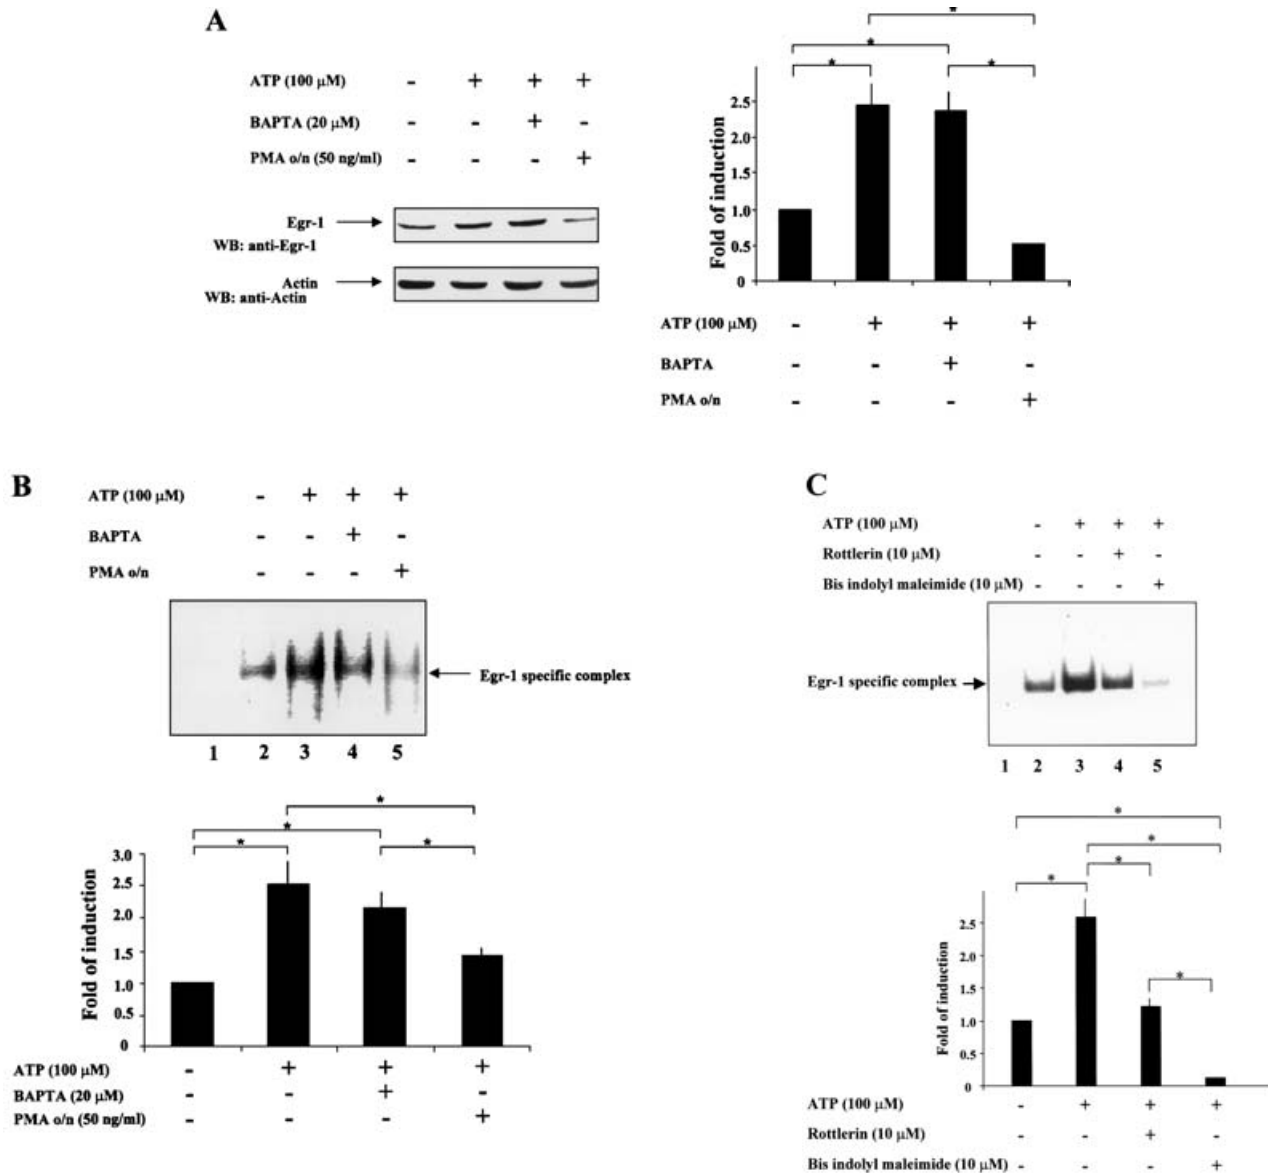 A
ATP (100 μM) - + + +
BAPTA (20 μM) - - + -
PMA o/n (50 ng/ml) - - - +
Egr-1
WB: anti-Egr-1
Actin
WB: anti-Actin
*
*
* *
Fold of induction
2.5
2.0
1.5
1.0
0.5
0
ATP (100 μM) - + + +
BAPTA - - + -
PMA o/n - - - +
B
ATP (100 μM) - + + +
BAPTA - - + -
PMA o/n - - - +
Egr-1 specific complex
1 2 3 4 5
*
*
* *
Fold of induction
3.0
2.5
2.0
1.5
1.0
0.5
0
ATP (100 μM) - + + +
BAPTA (20 μM) - - + -
PMA o/n (50 ng/ml) - - - +
C
ATP (100 μM) - + + +
Rottlerin (10 μM) - - + -
Bis indolyl maleimide (10 μM) - - - +
Egr-1 specific complex
1 2 3 4 5
*
*
*
*
*
Fold of induction
2.5
2.0
1.5
1.0
0.5
0
ATP (100 μM) - + + +
Rottlerin (10 μM) - - + -
Bis indolyl maleimide (10 μM) - - - +